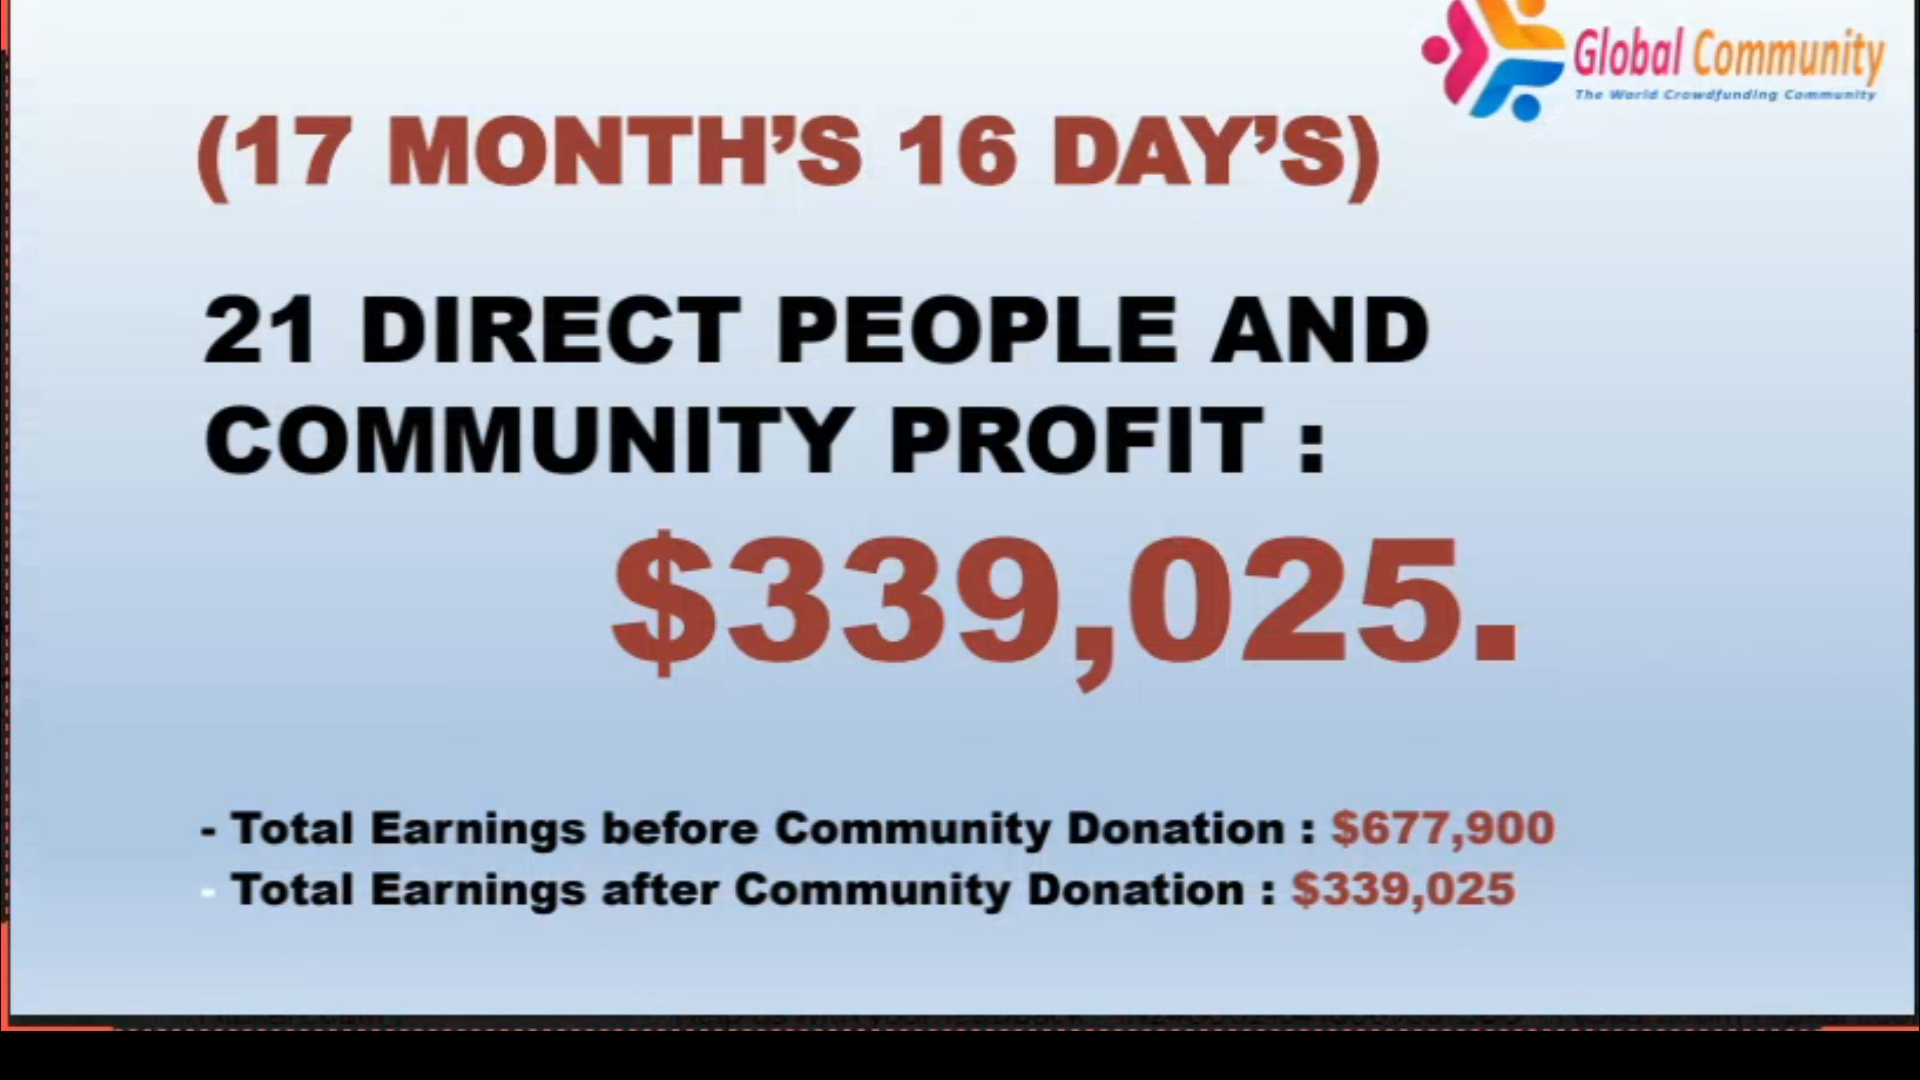 Global Community
The World Crowdfunding Community
(17 MONTH’S 16 DAY’S)
21 DIRECT PEOPLE AND
COMMUNITY PROFIT :
$339,025.
- Total Earnings before Community Donation : $677,900
- Total Earnings after Community Donation : $339,025